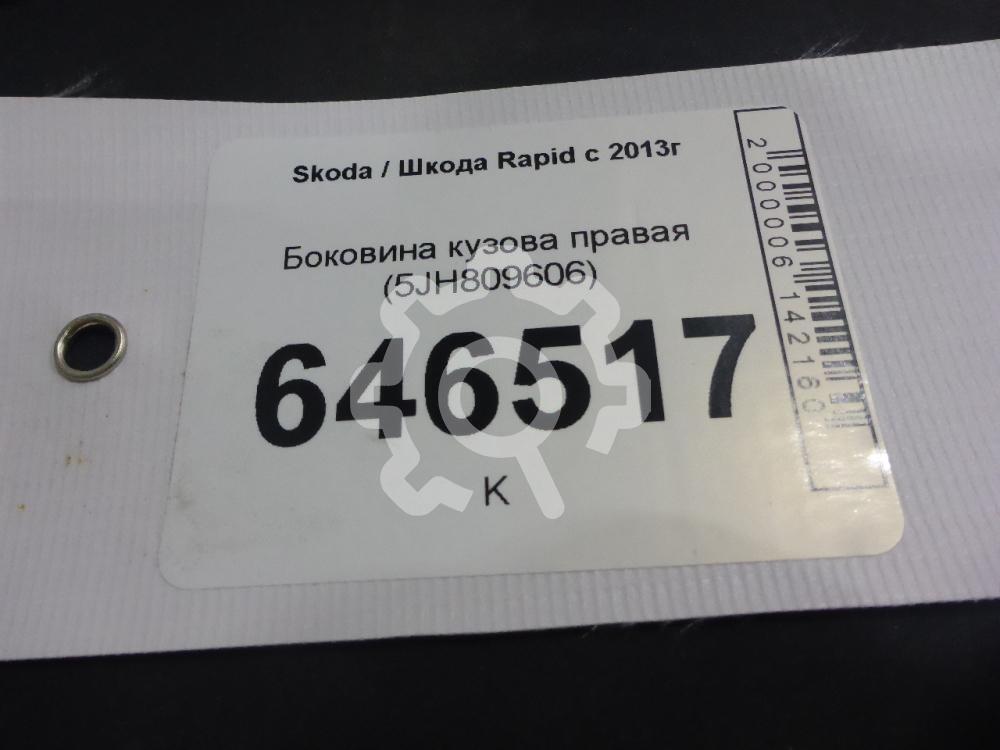 Skoda / Шкода Rapid с 2013г
Боковина кузова правая
(5JH809606)
646517
К
2000006142160